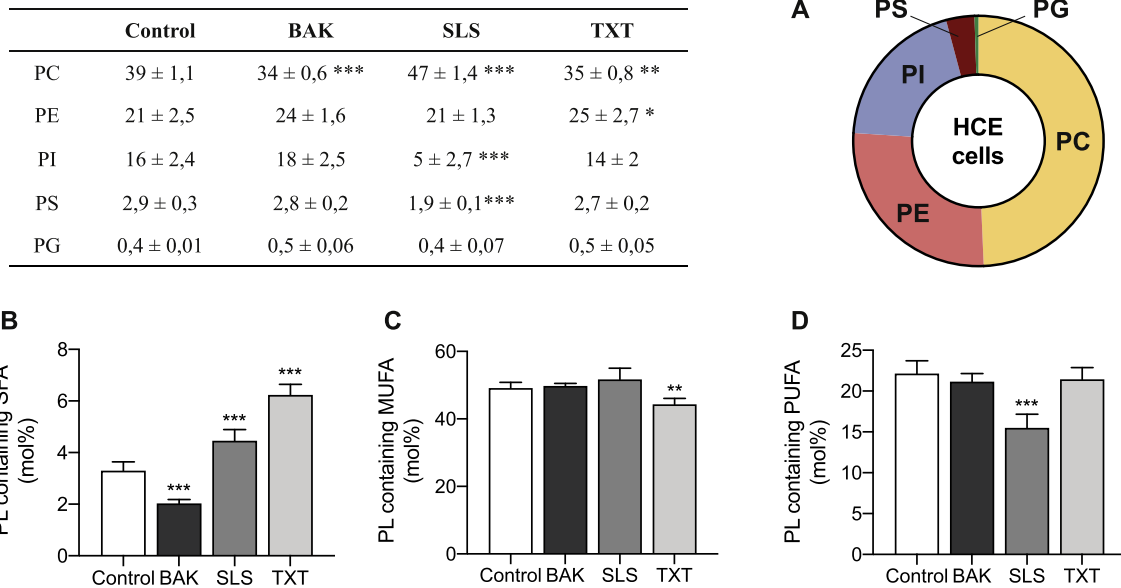 Control BAK SLS TXT
PC 39 ± 1,1 34 ± 0,6 *** 47 ± 1,4 *** 35 ± 0,8 **
PE 21 ± 2,5 24 ± 1,6 21 ± 1,3 25 ± 2,7 *
PI 16 ± 2,4 18 ± 2,5 5 ± 2,7 *** 14 ± 2
PS 2,9 ± 0,3 2,8 ± 0,2 1,9 ± 0,1*** 2,7 ± 0,2
PG 0,4 ± 0,01 0,5 ± 0,06 0,4 ± 0,07 0,5 ± 0,05
A
PS
PG
PI
PC
PE
HCE
cells
B
PL containing SFA
(mol%)
8
6
4
2
0
***
***
***
Control BAK SLS TXT
C
PL containing MUFA
(mol%)
60
40
20
0
**
Control BAK SLS TXT
D
PL containing PUFA
(mol%)
25
20
15
10
5
0
***
Control BAK SLS TXT